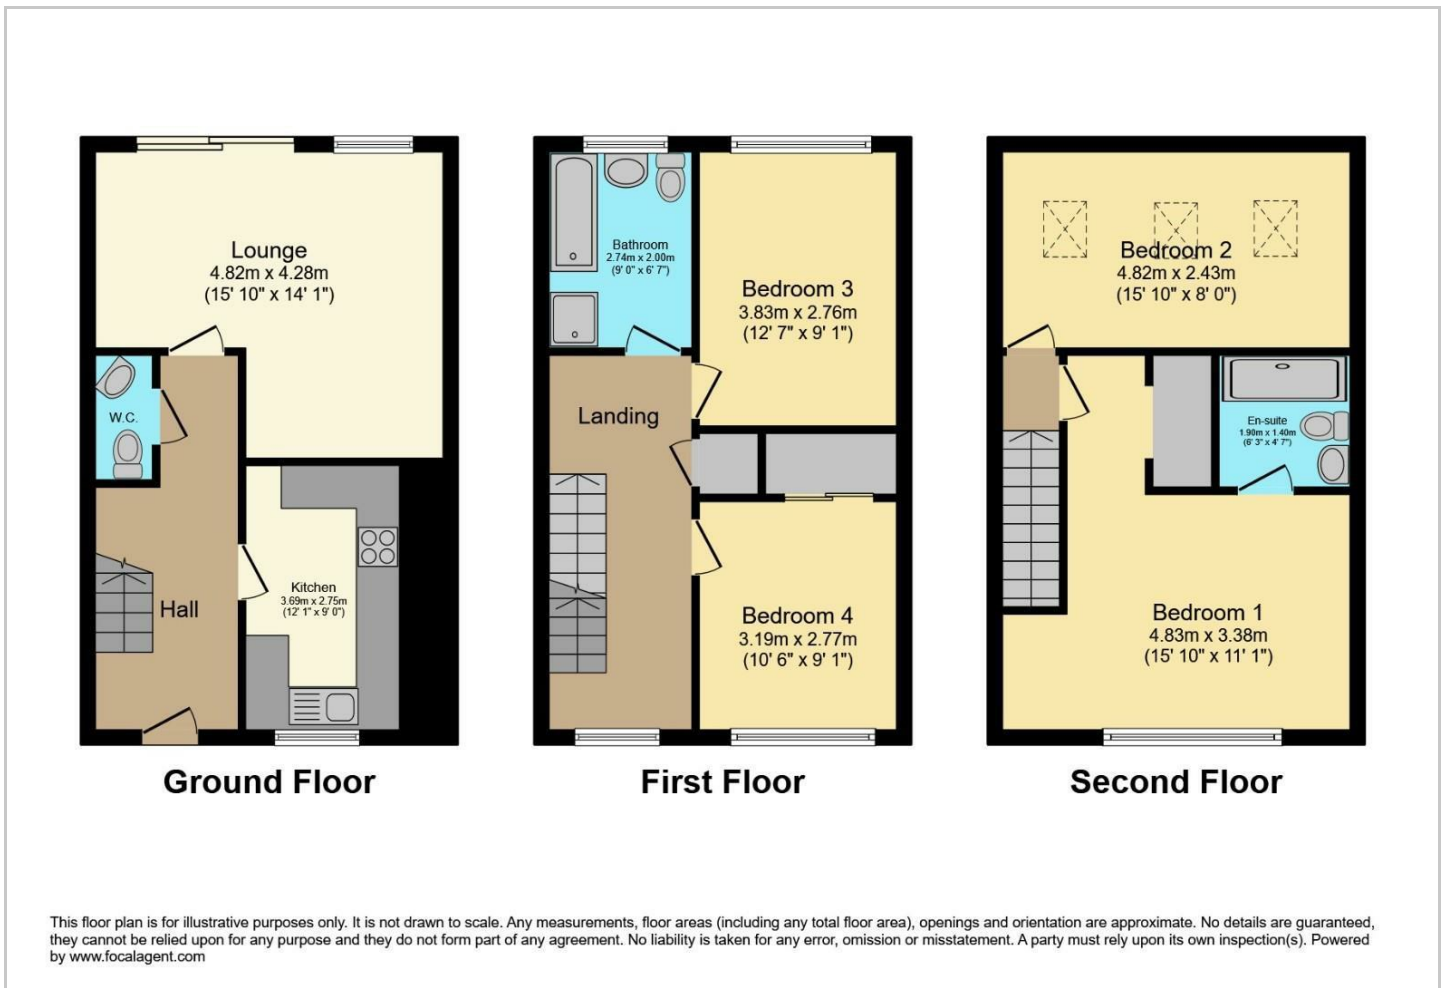 Lounge
4.82m x 4.28m
(15' 10" x 14' 1")
W.C.
Hall
Kitchen
3.69m x 2.75m
(12' 1" x 9' 0")
Ground Floor
Bathroom
2.74m x 2.00m
(9' 0" x 6' 7")
Bedroom 3
3.83m x 2.76m
(12' 7" x 9' 1")
Landing
Bedroom 4
3.19m x 2.77m
(10' 6" x 9' 1")
First Floor
Bedroom 2
4.82m x 2.43m
(15' 10" x 8' 0")
En-suite
1.90m x 1.40m
(6' 3" x 4' 7")
Bedroom 1
4.83m x 3.38m
(15' 10" x 11' 1")
Second Floor
This floor plan is for illustrative purposes only. It is not drawn to scale. Any measurements, floor areas (including any total floor area), openings and orientation are approximate. No details are guaranteed,
they cannot be relied upon for any purpose and they do not form part of any agreement. No liability is taken for any error, omission or misstatement. A party must rely upon its own inspection(s). Powered
by www.focalagent.com